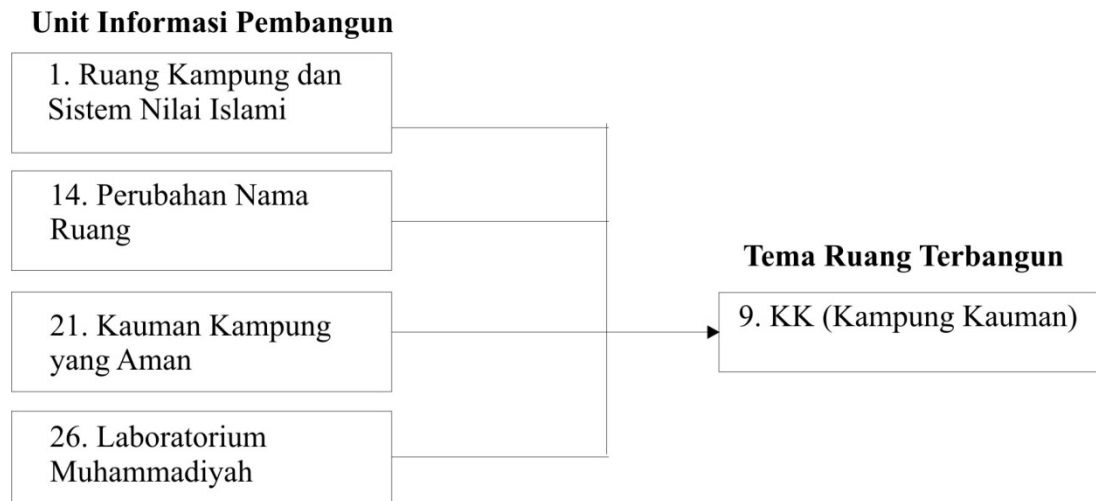 Unit Informasi Pembangun
1. Ruang Kampung dan
Sistem Nilai Islami
14. Perubahan Nama
Ruang
21. Kauman Kampung
yang Aman
26. Laboratorium
Muhammadiyah
Tema Ruang Terbangun
9. KK (Kampung Kauman)